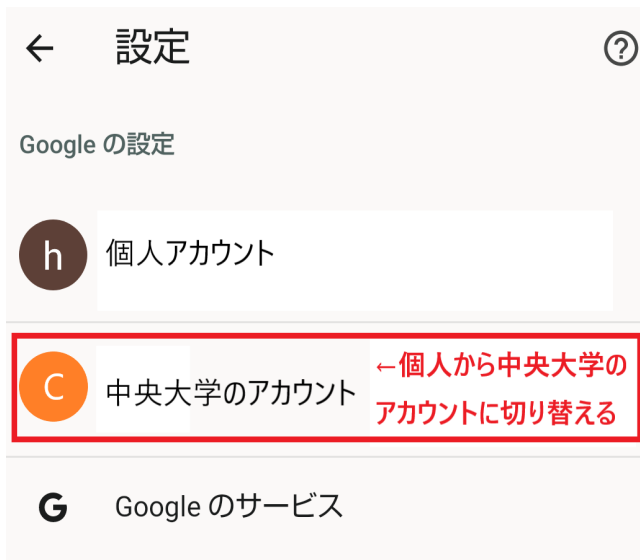 設定
Google の設定
h
個人アカウント
C
中央大学のアカウント
←個人から中央大学の
アカウントに切り替える
G
Google のサービス